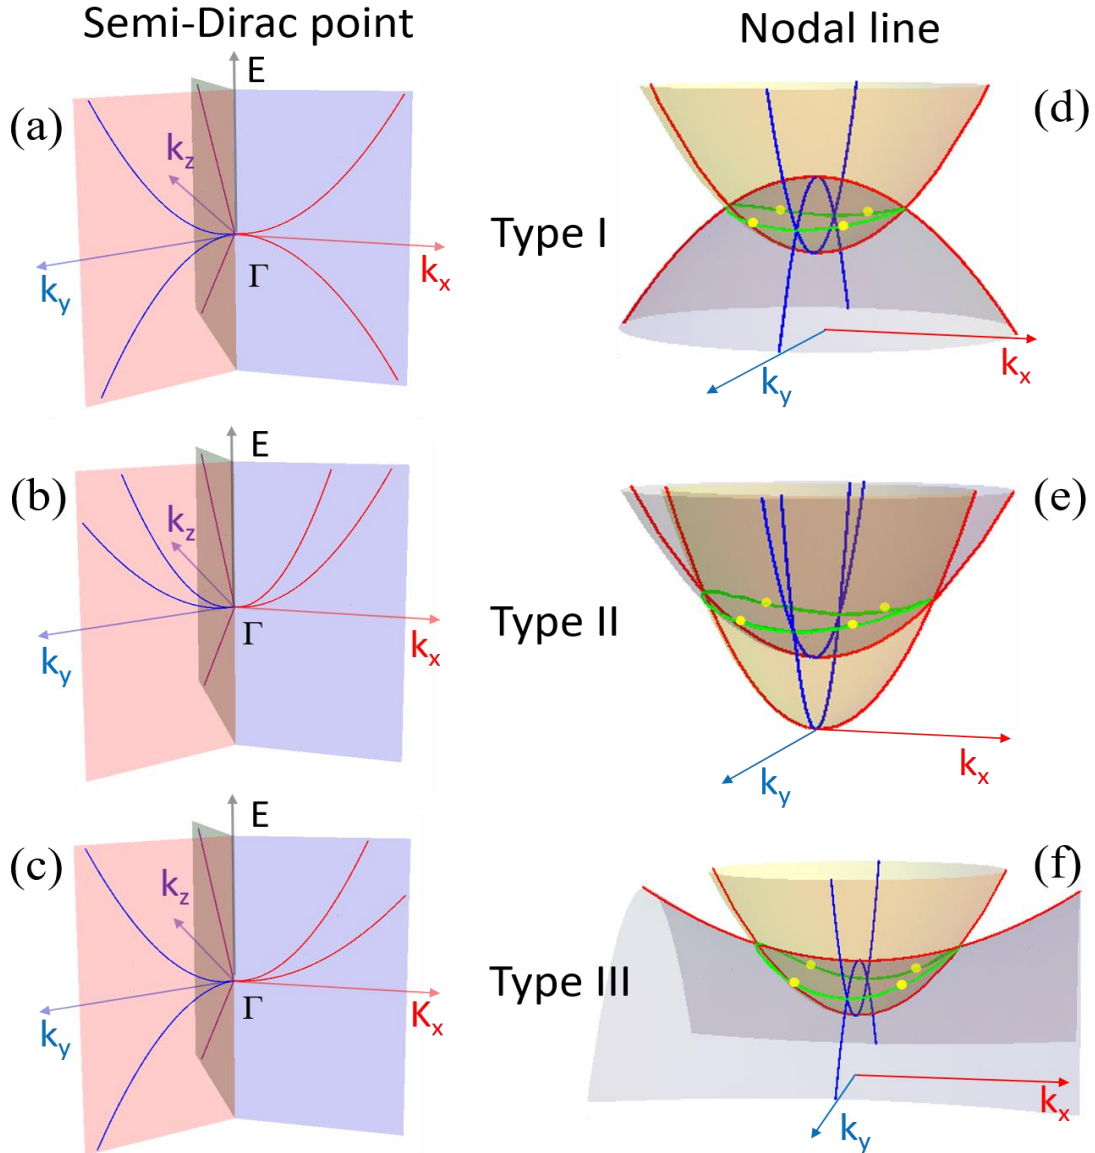 Semi-Dirac point
Nodal line
(a)
E
k_z
k_y
Γ
k_x
Type I
(d)
k_y
k_x
(b)
E
k_z
k_y
Γ
k_x
Type II
(e)
k_y
k_x
(c)
E
k_z
k_y
Γ
K_x
Type III
(f)
k_y
k_x